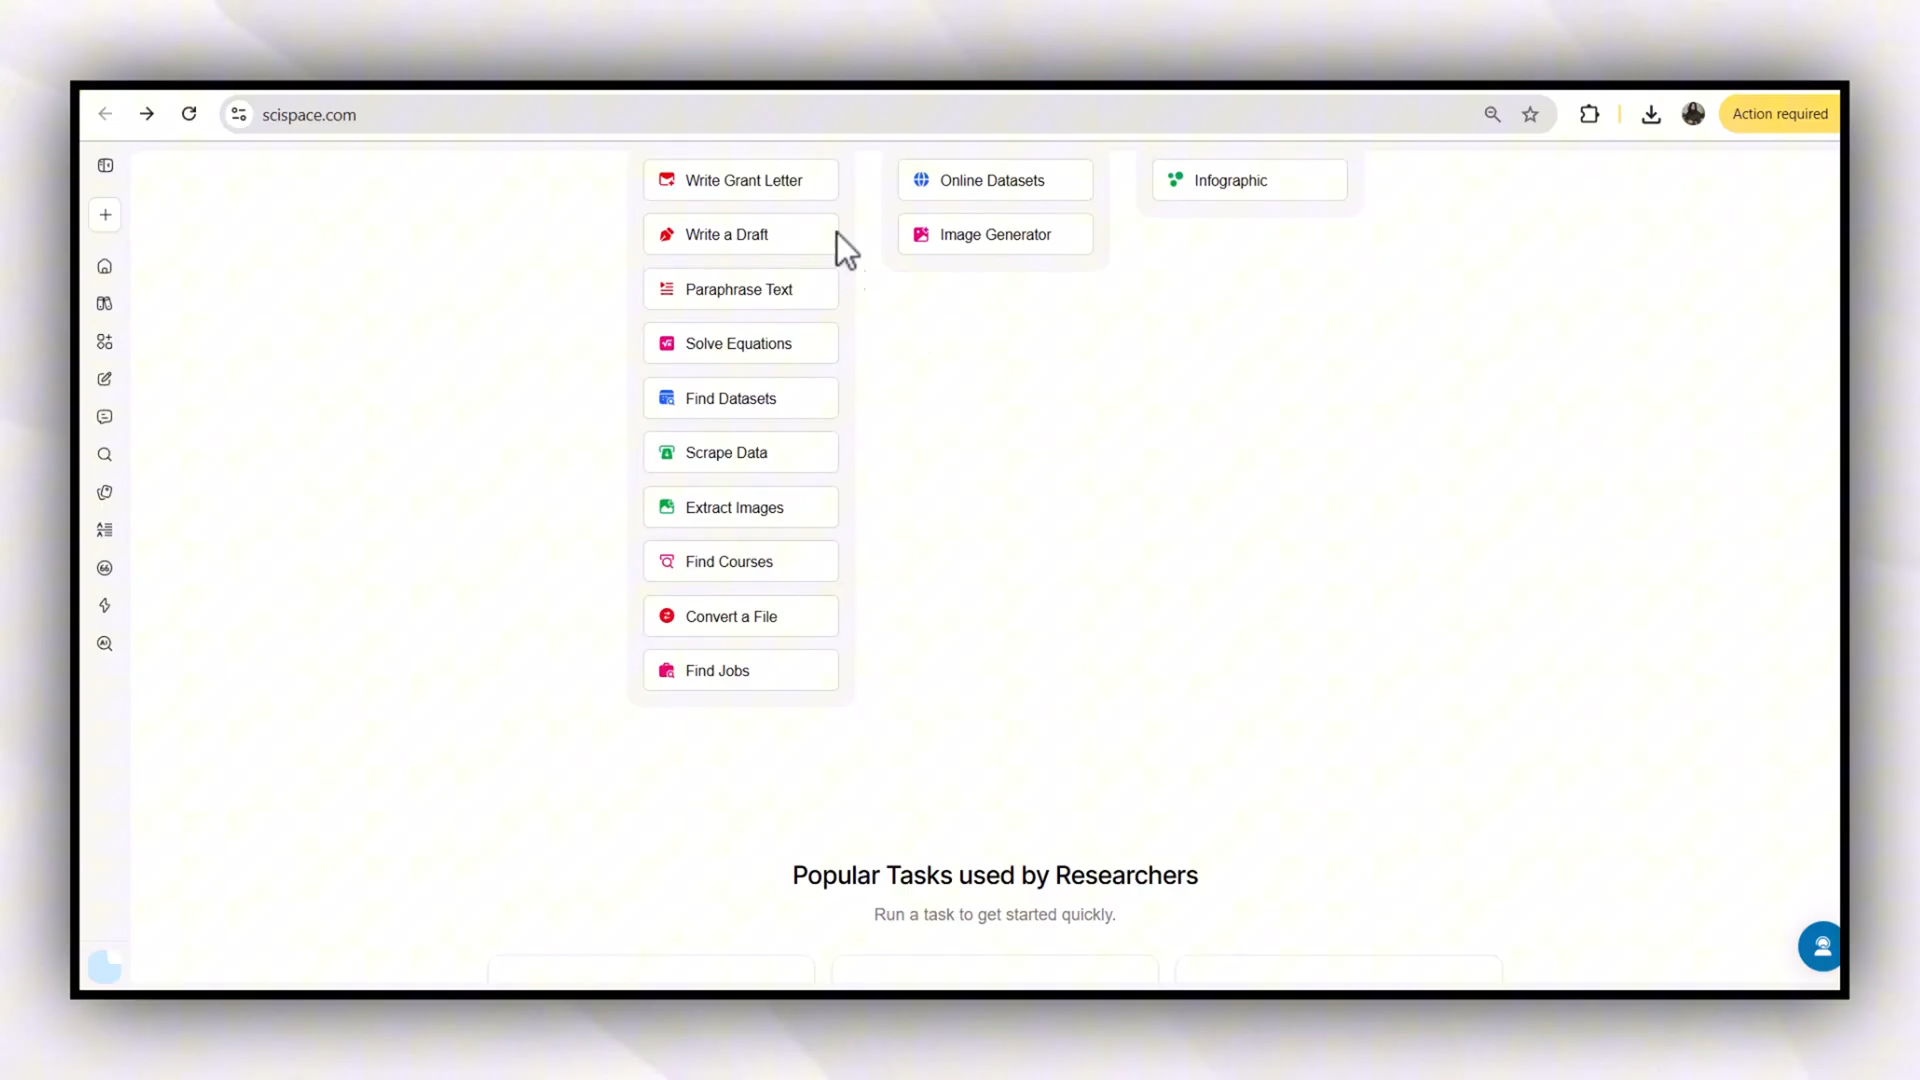 scispace.com
Action required
Write Grant Letter
Write a Draft
Paraphrase Text
Solve Equations
Find Datasets
Scrape Data
Extract Images
Find Courses
Convert a File
Find Jobs
Online Datasets
Image Generator
Infographic
Popular Tasks used by Researchers
Run a task to get started quickly.